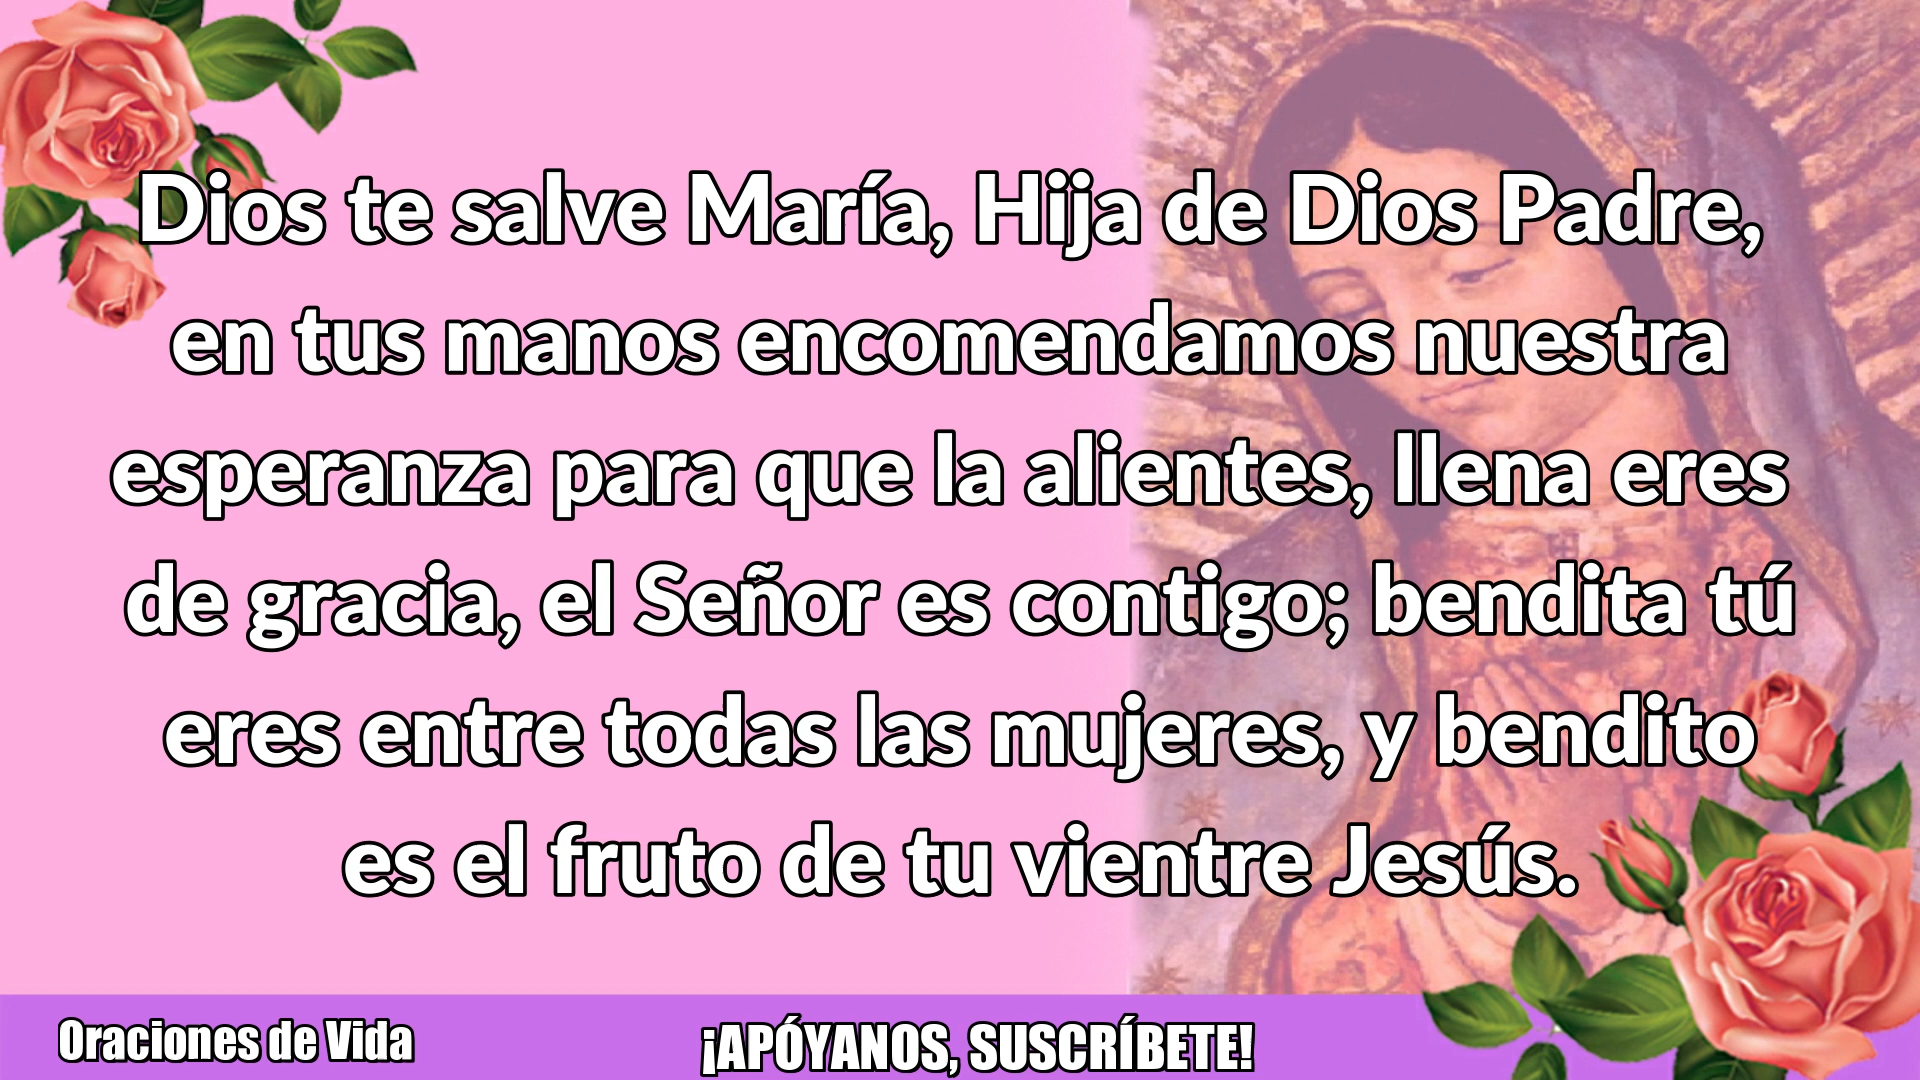 Dios te salve María, Hija de Dios Padre,
en tus manos encomendamos nuestra
esperanza para que la alientes, llena eres
de gracia, el Señor es contigo; bendita tú
eres entre todas las mujeres, y bendito
es el fruto de tu vientre Jesús.
Oraciones de Vida
¡APÓYANOS, SUSCRÍBETE!